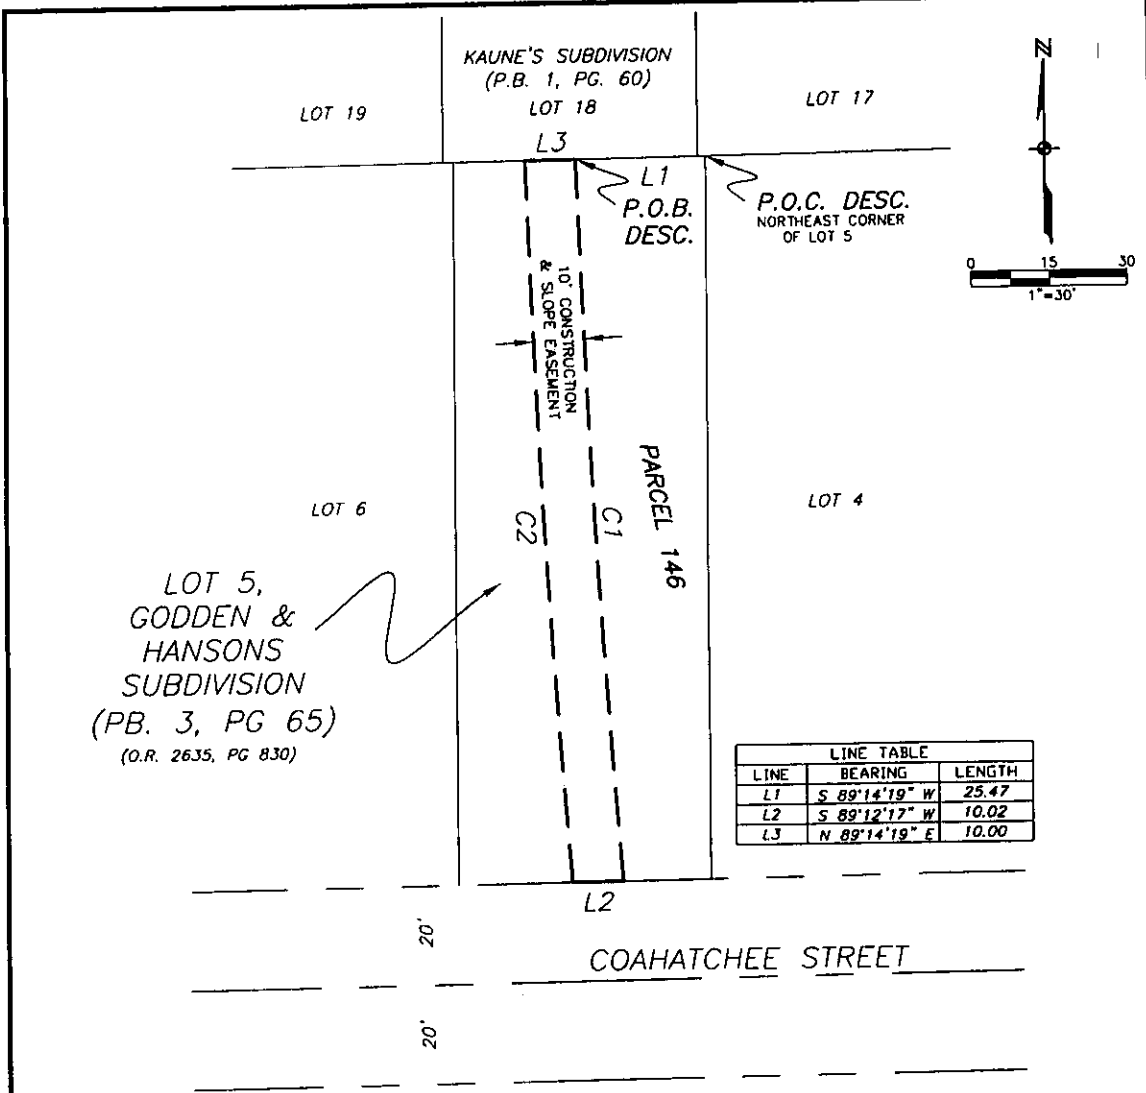 KAUNE'S SUBDIVISION
(P.B. 1, PG. 60)
LOT 19
LOT 18
LOT 17
N
L3
L1
P.O.B.
DESC.
P.O.C. DESC.
NORTHEAST CORNER
OF LOT 5
0 15 30
1"=30'
10' CONSTRUCTION
& SLOPE EASEMENT
PARCEL 146
LOT 6
C2
C1
LOT 4
LOT 5,
GODDEN &
HANSONS
SUBDIVISION
(PB. 3, PG 65)
(O.R. 2635, PG 830)
LINE TABLE
LINE BEARING LENGTH
L1 S 89°14'19" W 25.47
L2 S 89°12'17" W 10.02
L3 N 89°14'19" E 10.00
L2
20'
COAHATCHEE STREET
20'